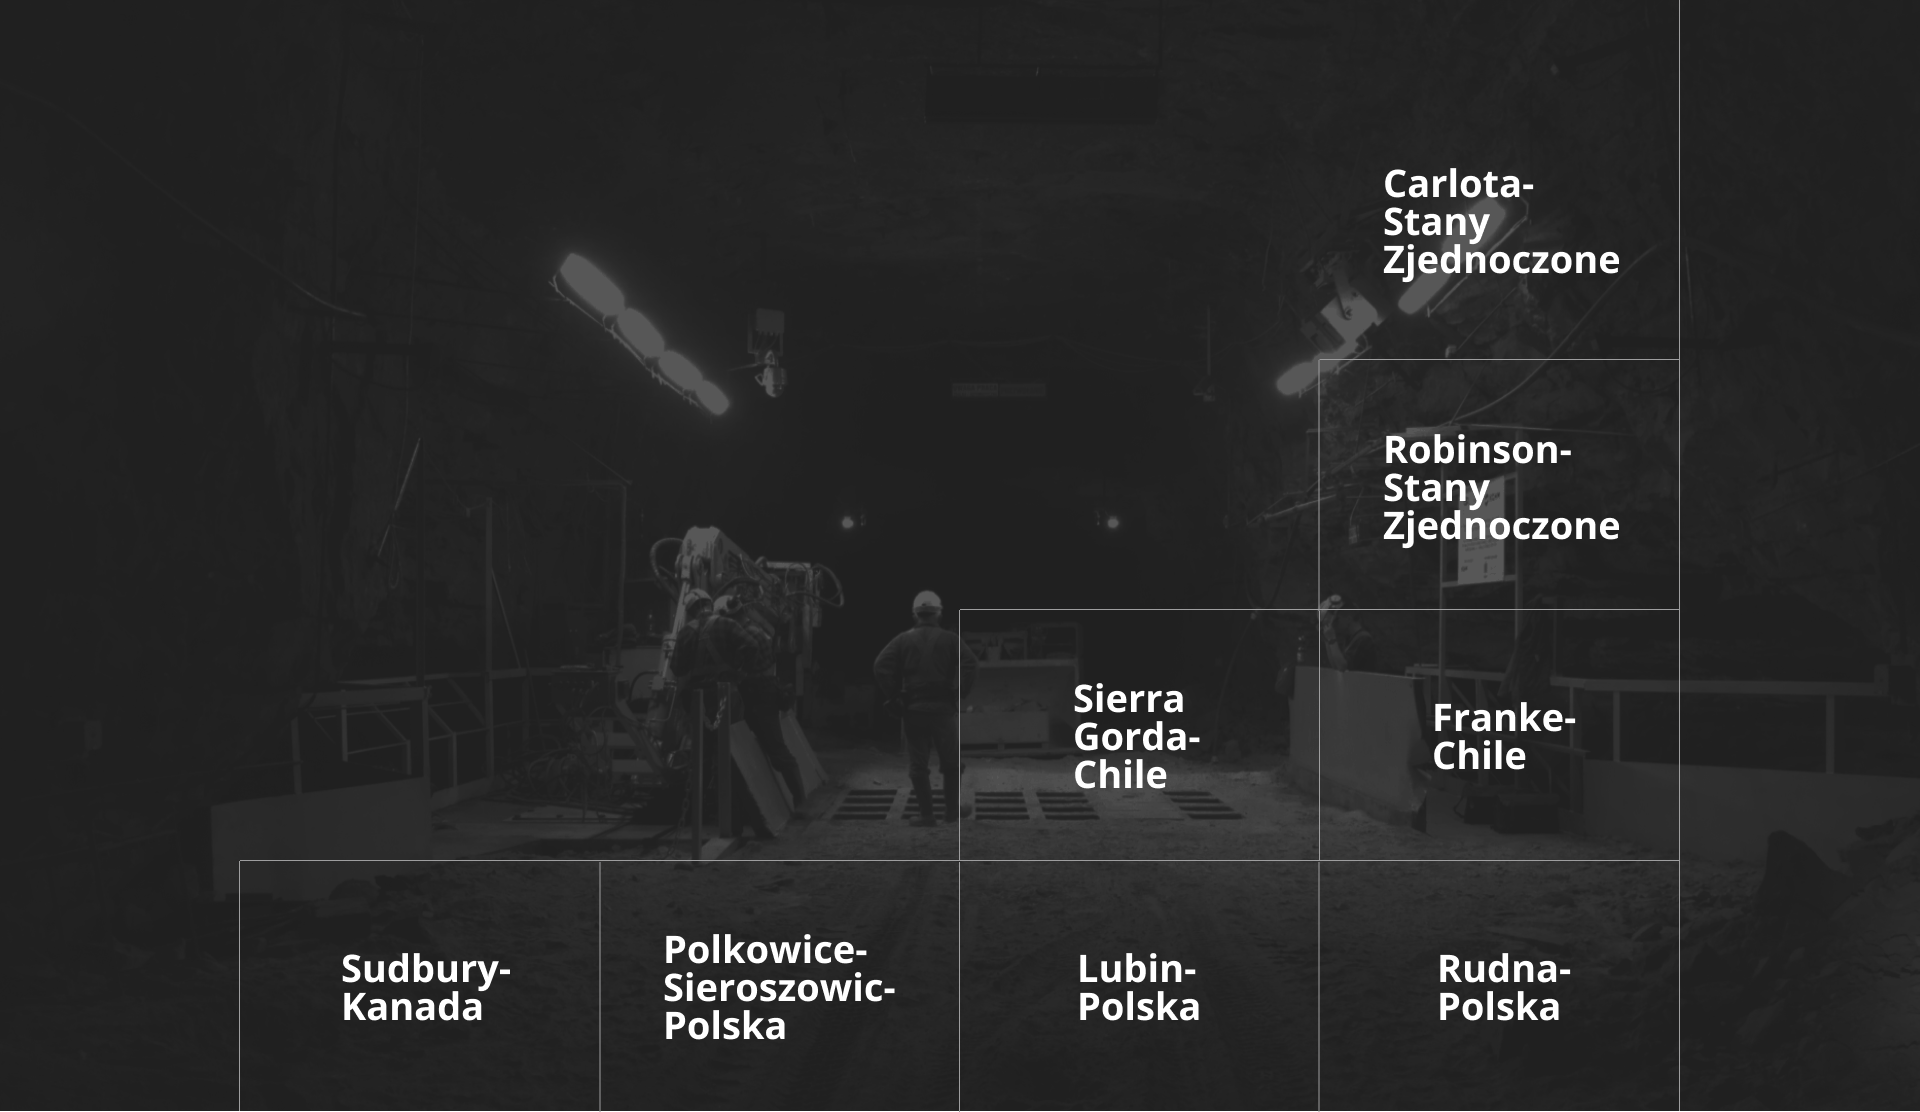 Carlota-
Stany
Zjednoczone
Robinson-
Stany
Zjednoczone
Sierra
Gorda-
Chile
Franke-
Chile
Sudbury-
Kanada
Polkowice-
Sieroszowic-
Polska
Lubin-
Polska
Rudna-
Polska